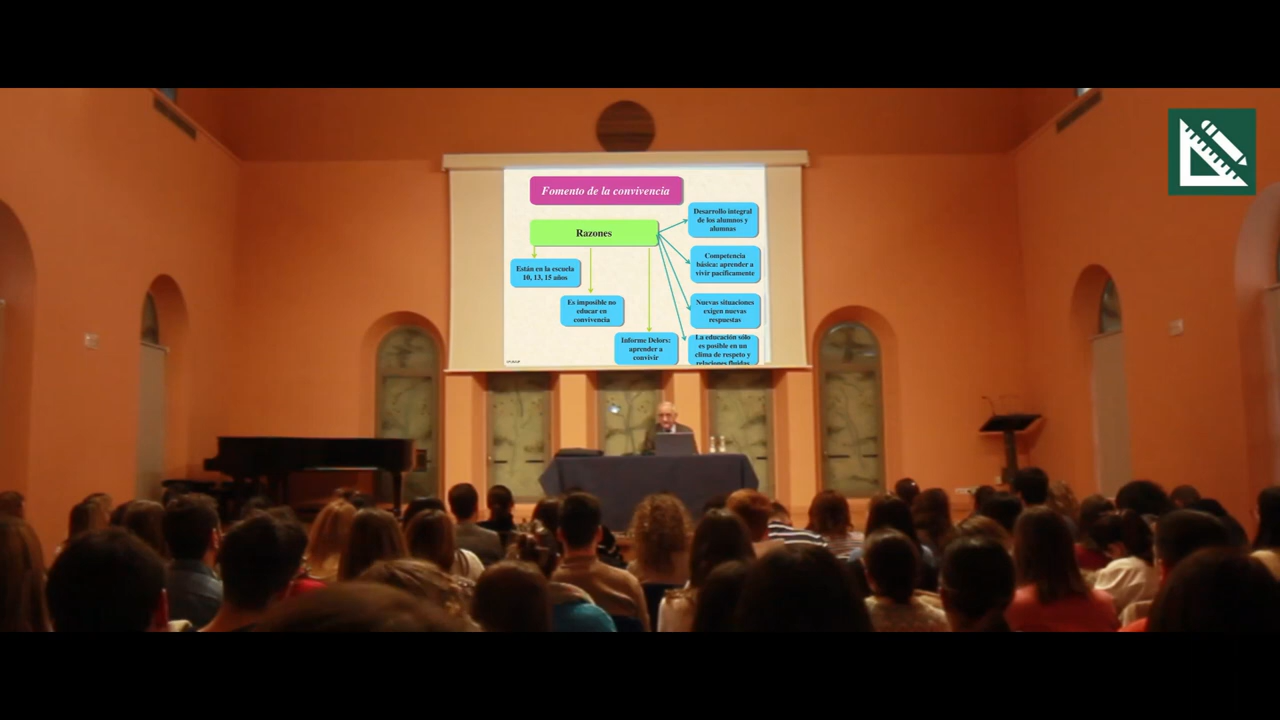 Fomento de la convivencia
Razones
Están en la escuela
10, 13, 15 años
Es imposible no
educar en
convivencia
Informe Delors:
aprender a
convivir
Desarrollo integral
de los alumnos y
alumnas
Competencia
básica: aprender a
vivir pacíficamente
Nuevas situaciones
exigen nuevas
respuestas
La educación sólo
es posible en un
clima de respeto y
relaciones fluidas